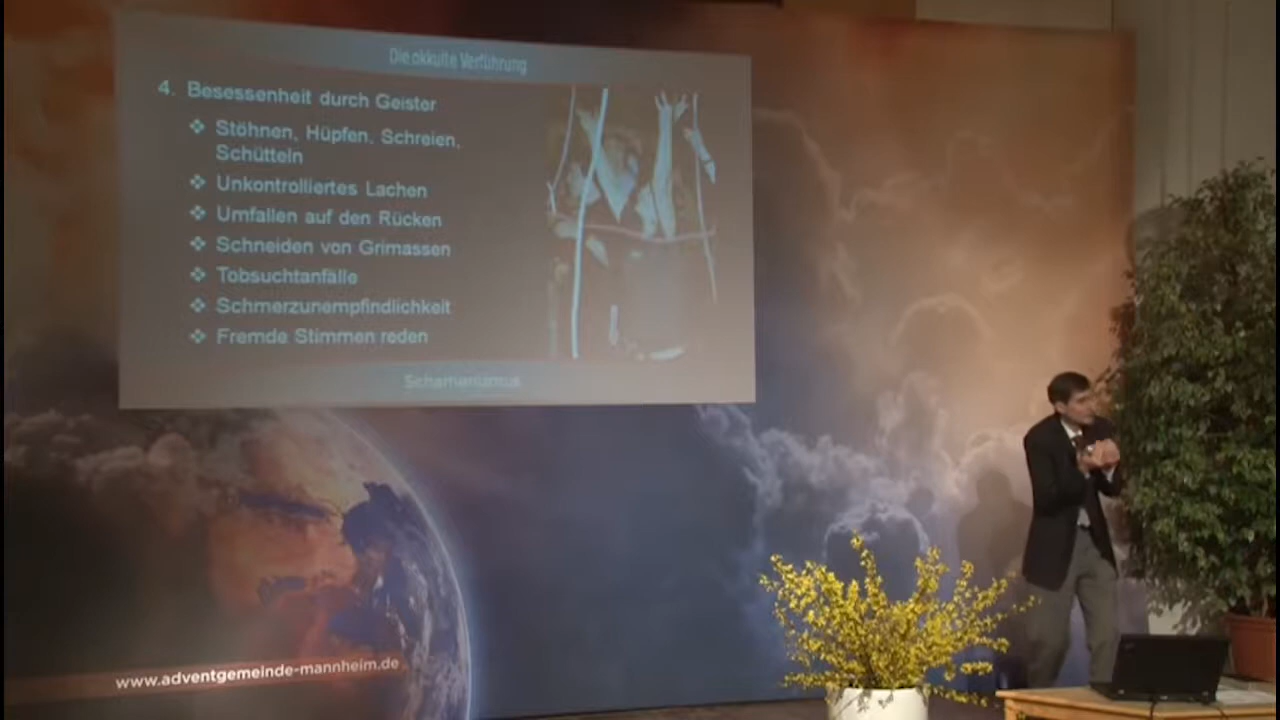 Die okkulte Verführung
4. Besessenheit durch Geister
❖ Stöhnen, Hüpfen, Schreien,
Schütteln
❖ Unkontrolliertes Lachen
❖ Umfallen auf den Rücken
❖ Schneiden von Grimassen
❖ Tobsuchtanfälle
❖ Schmerzunempfindlichkeit
❖ Fremde Stimmen reden
Schamanismus
www.adventgemeinde-mannheim.de